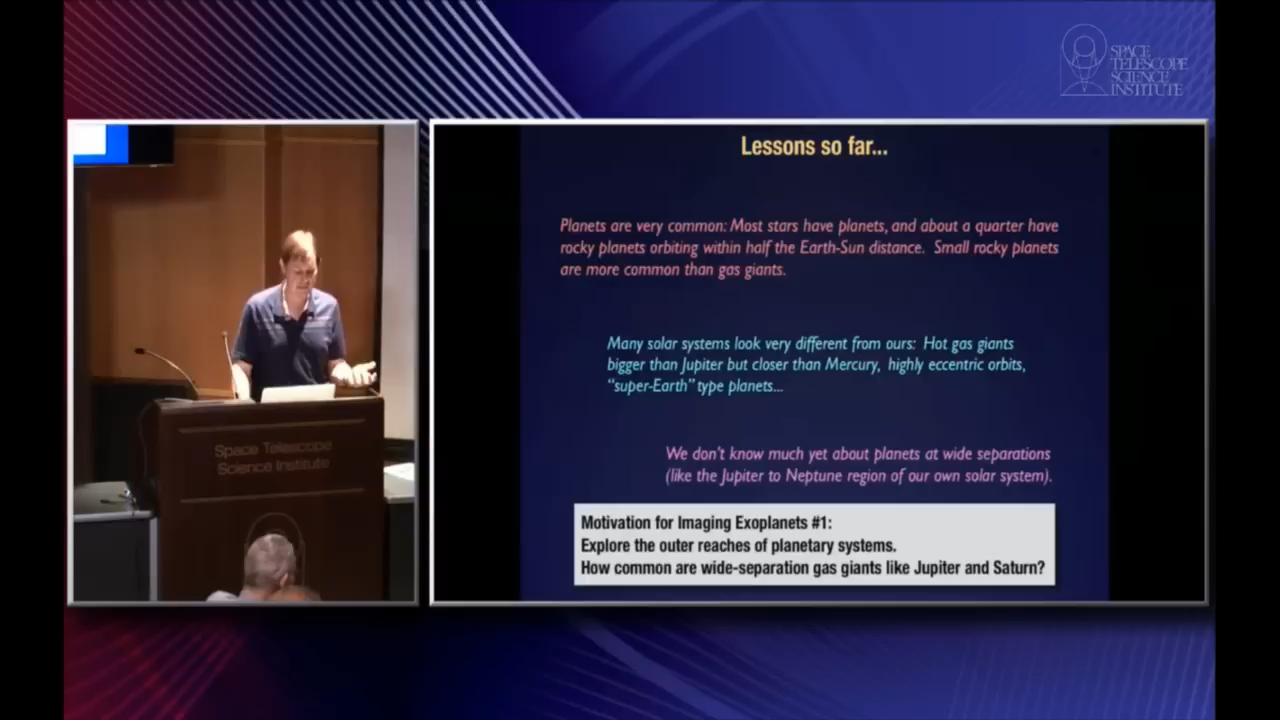 SPACE
TELESCOPE
SCIENCE
INSTITUTE
Lessons so far...
Planets are very common: Most stars have planets, and about a quarter have
rocky planets orbiting within half the Earth-Sun distance. Small rocky planets
are more common than gas giants.
Many solar systems look very different from ours: Hot gas giants
bigger than Jupiter but closer than Mercury, highly eccentric orbits,
“super-Earth” type planets...
We don't know much yet about planets at wide separations
(like the Jupiter to Neptune region of our own solar system).
Motivation for Imaging Exoplanets #1:
Explore the outer reaches of planetary systems.
How common are wide-separation gas giants like Jupiter and Saturn?
Space Telescope
Science Institute